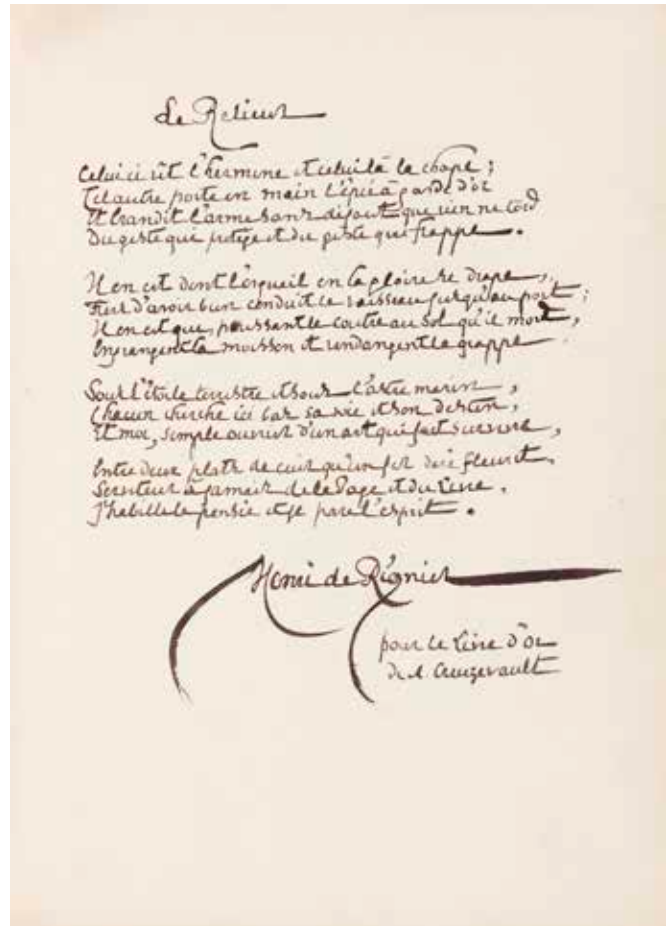 Le Relieur
Celui ci vêt l'hermine et celui là la chape ;
Tel autre porte en main l'épée à garde d'or
Et brandit l'arme sans défaut que rien ne tord
Du geste qui protège et du geste qui frappe.
Il en est dont l'orgueil en la gloire se drape,
Fiers d'avoir bien conduit le vaisseau jusqu'au port ;
Il en est que, poussant le coutre au sol qu'il mord,
Engrangent la moisson et vendangent la grappe
Sous l'étoile terrestre et sous l'astre marin,
Chacun cherche ici bas sa vie et son destin,
Et moi, simple ouvrier d'un art qui fait survivre,
Entre deux plats de cuir qu'un fer doré fleurit,
Serviteur à jamais de la Page et du Livre,
J'habille la pensée et je pare l'esprit.
Henri de Régnier
pour le Livre d'Or
de A. Creuzevault